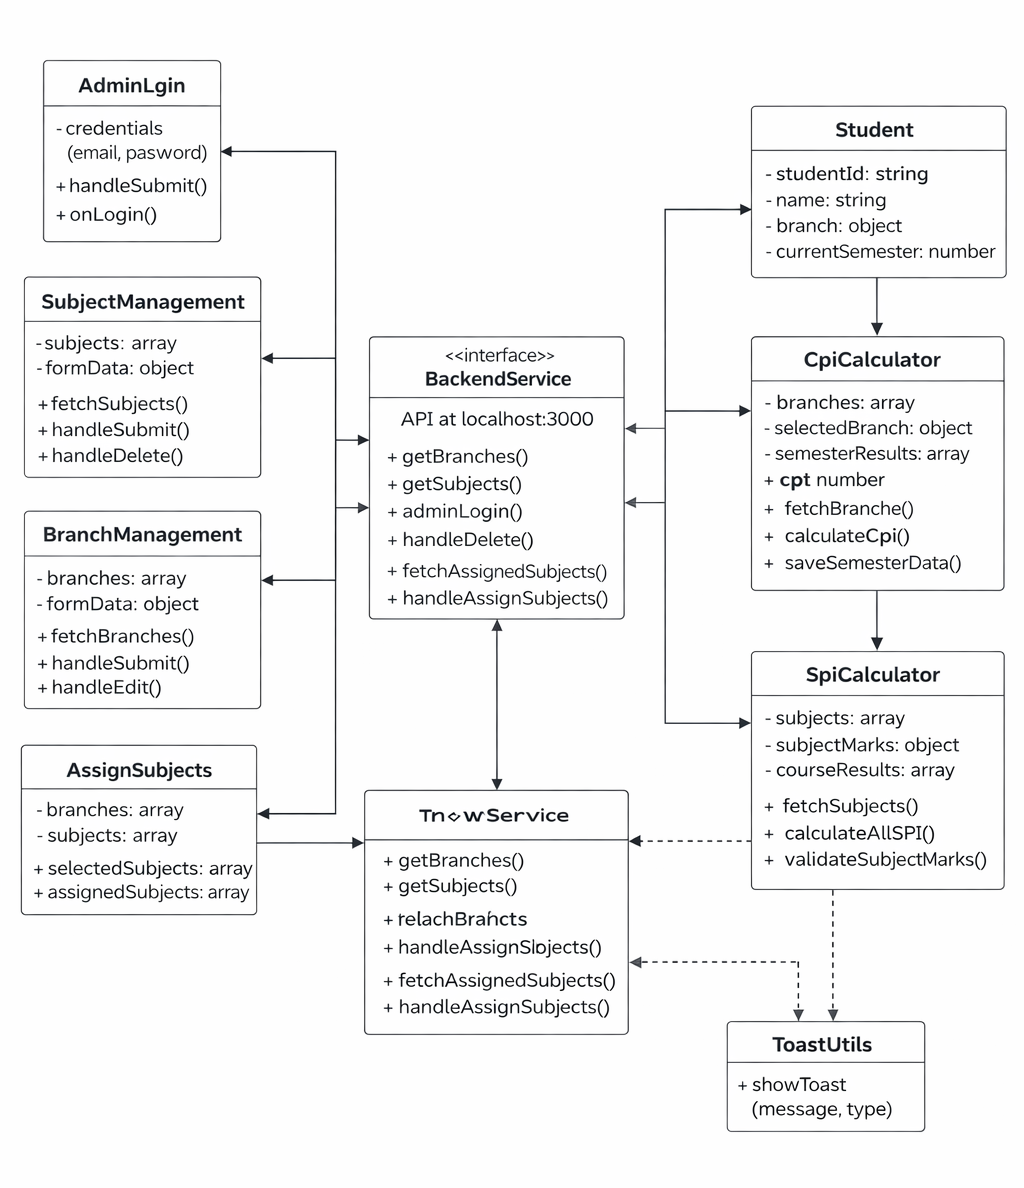 AdminLgin
- credentials
(email, pasword)
+ handleSubmit()
+ onLogin()
SubjectManagement
- subjects: array
- formData: object
+ fetchSubjects()
+ handleSubmit()
+ handleDelete()
BranchManagement
- branches: array
- formData: object
+ fetchBranches()
+ handleSubmit()
+ handleEdit()
AssignSubjects
- branches: array
- subjects: array
+ selectedSubjects: array
+ assignedSubjects: array
<<interface>>
BackendService
API at localhost:3000
+ getBranches()
+ getSubjects()
+ adminLogin()
+ handleDelete()
+ fetchAssignedSubjects()
+ handleAssignSubjects()
+ getBranches()
+ getSubjects()
+ fetchAssignedSubjects()
+ handleAssignSubjects()
Student
- studentId: string
- name: string
- branch: object
- currentSemester: number
CpiCalculator
- branches: array
- selectedBranch: object
- semesterResults: array
+ cpt number
+ fetchBranche()
+ calculateCpi()
+ saveSemesterData()
SpiCalculator
- subjects: array
- subjectMarks: object
- courseResults: array
+ fetchSubjects()
+ calculateAllSPI()
+ validateSubjectMarks()
ToastUtils
+ showToast
(message, type)